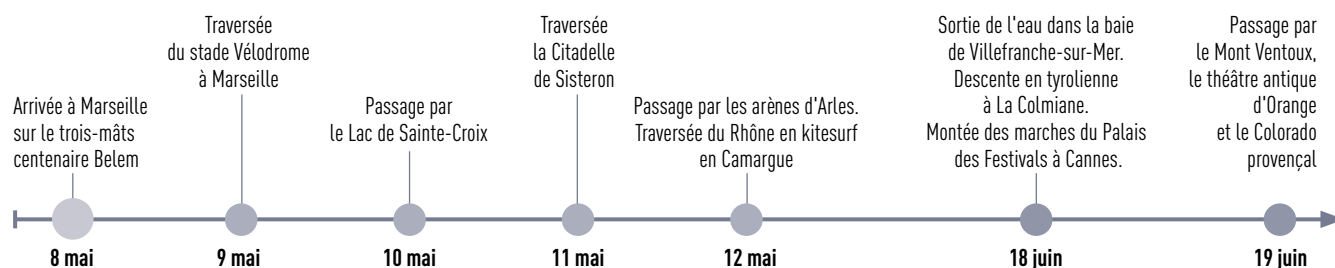 Arrivée à Marseille
sur le trois-mâts
centenaire Belem
8 mai
Traversée
du stade Vélodrome
à Marseille
9 mai
Passage par
le Lac de Sainte-Croix
10 mai
Traversée
la Citadelle
de Sisteron
11 mai
Passage par les arènes d'Arles.
Traversée du Rhône en kitesurf
en Camargue
12 mai
Sortie de l'eau dans la baie
de Villefranche-sur-Mer.
Descente en tyrolienne
à La Colmiane.
Montée des marches du Palais
des Festivals à Cannes.
18 juin
Passage par
le Mont Ventoux,
le théâtre antique
d'Orange
et le Colorado
provençal
19 juin